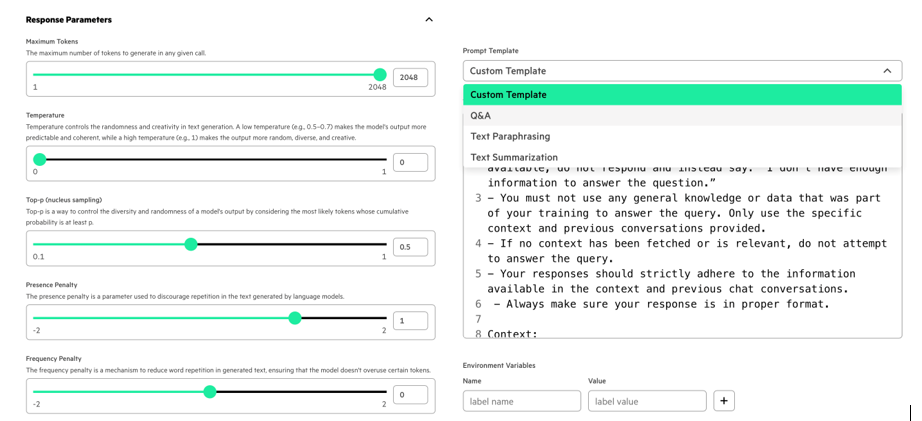 Response Parameters
Maximum Tokens
The maximum number of tokens to generate in any given call.
2048
1
2048
Temperature
Temperature controls the randomness and creativity in text generation. A low temperature (e.g., 0.5–0.7) makes the model's output more
predictable and coherent, while a high temperature (e.g., 1) makes the output more random, diverse, and creative.
0
0
1
Top-p (nucleus sampling)
Top-p is a way to control the diversity and randomness of a model's output by considering the most likely tokens whose cumulative
probability is at least p.
0.5
0.1
1
Presence Penalty
The presence penalty is a parameter used to discourage repetition in the text generated by language models.
1
-2
2
Frequency Penalty
The frequency penalty is a mechanism to reduce word repetition in generated text, ensuring that the model doesn't overuse certain tokens.
0
-2
2
Prompt Template
Custom Template
Custom Template
Q&A
Text Paraphrasing
Text Summarization
available, do not respond and instead say: "I don't have enough
information to answer the question."
3 – You must not use any general knowledge or data that was part
of your training to answer the query. Only use the specific
context and previous conversations provided.
4 – If no context has been fetched or is relevant, do not attempt
to answer the query.
5 – Your responses should strictly adhere to the information
available in the context and previous chat conversations.
6 – Always make sure your response is in proper format.
7
8 Context:
Environment Variables
Name
Value
label name
label value
+